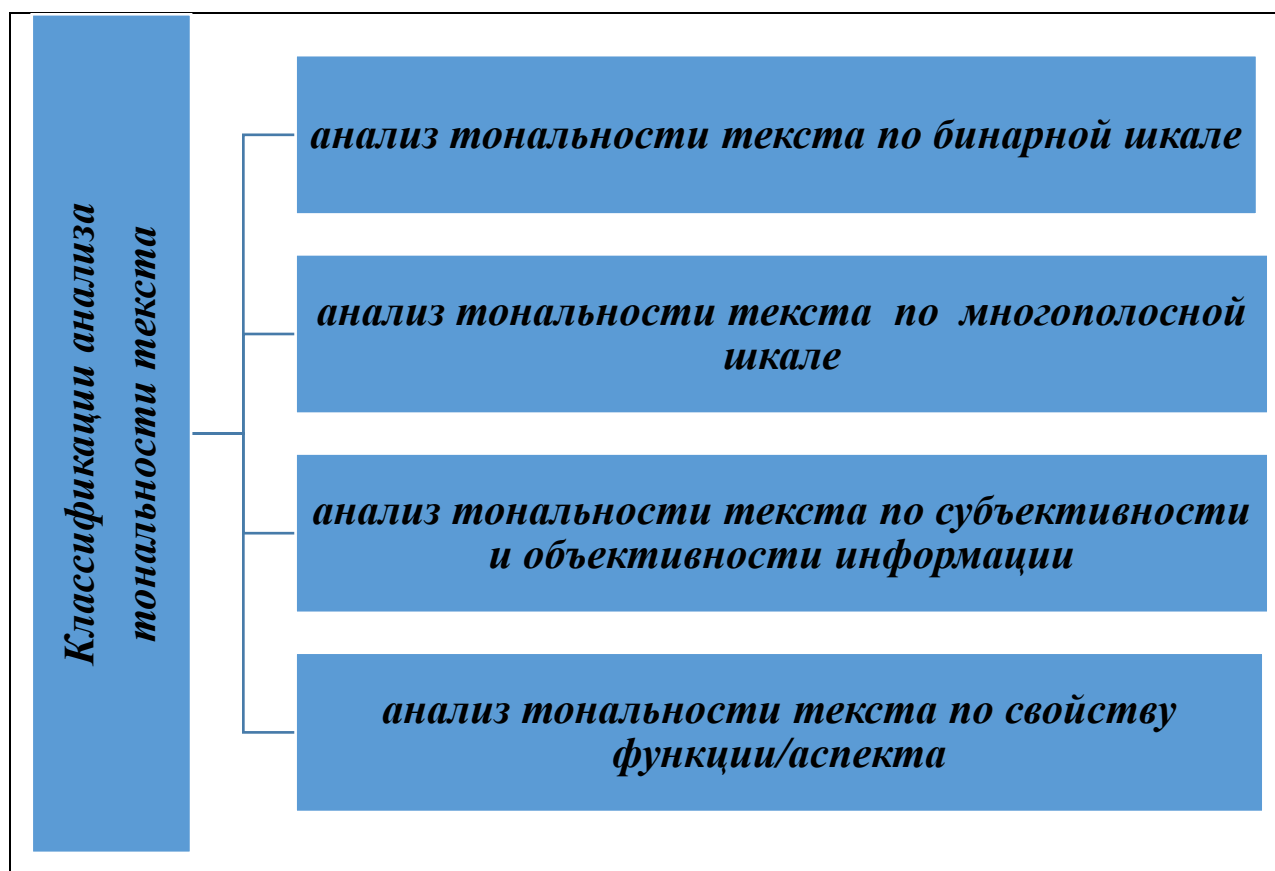 Классификации анализа
тональности текста
анализ тональности текста по бинарной шкале
анализ тональности текста по многополосной
шкале
анализ тональности текста по субъективности
и объективности информации
анализ тональности текста по свойству
функции/аспекта